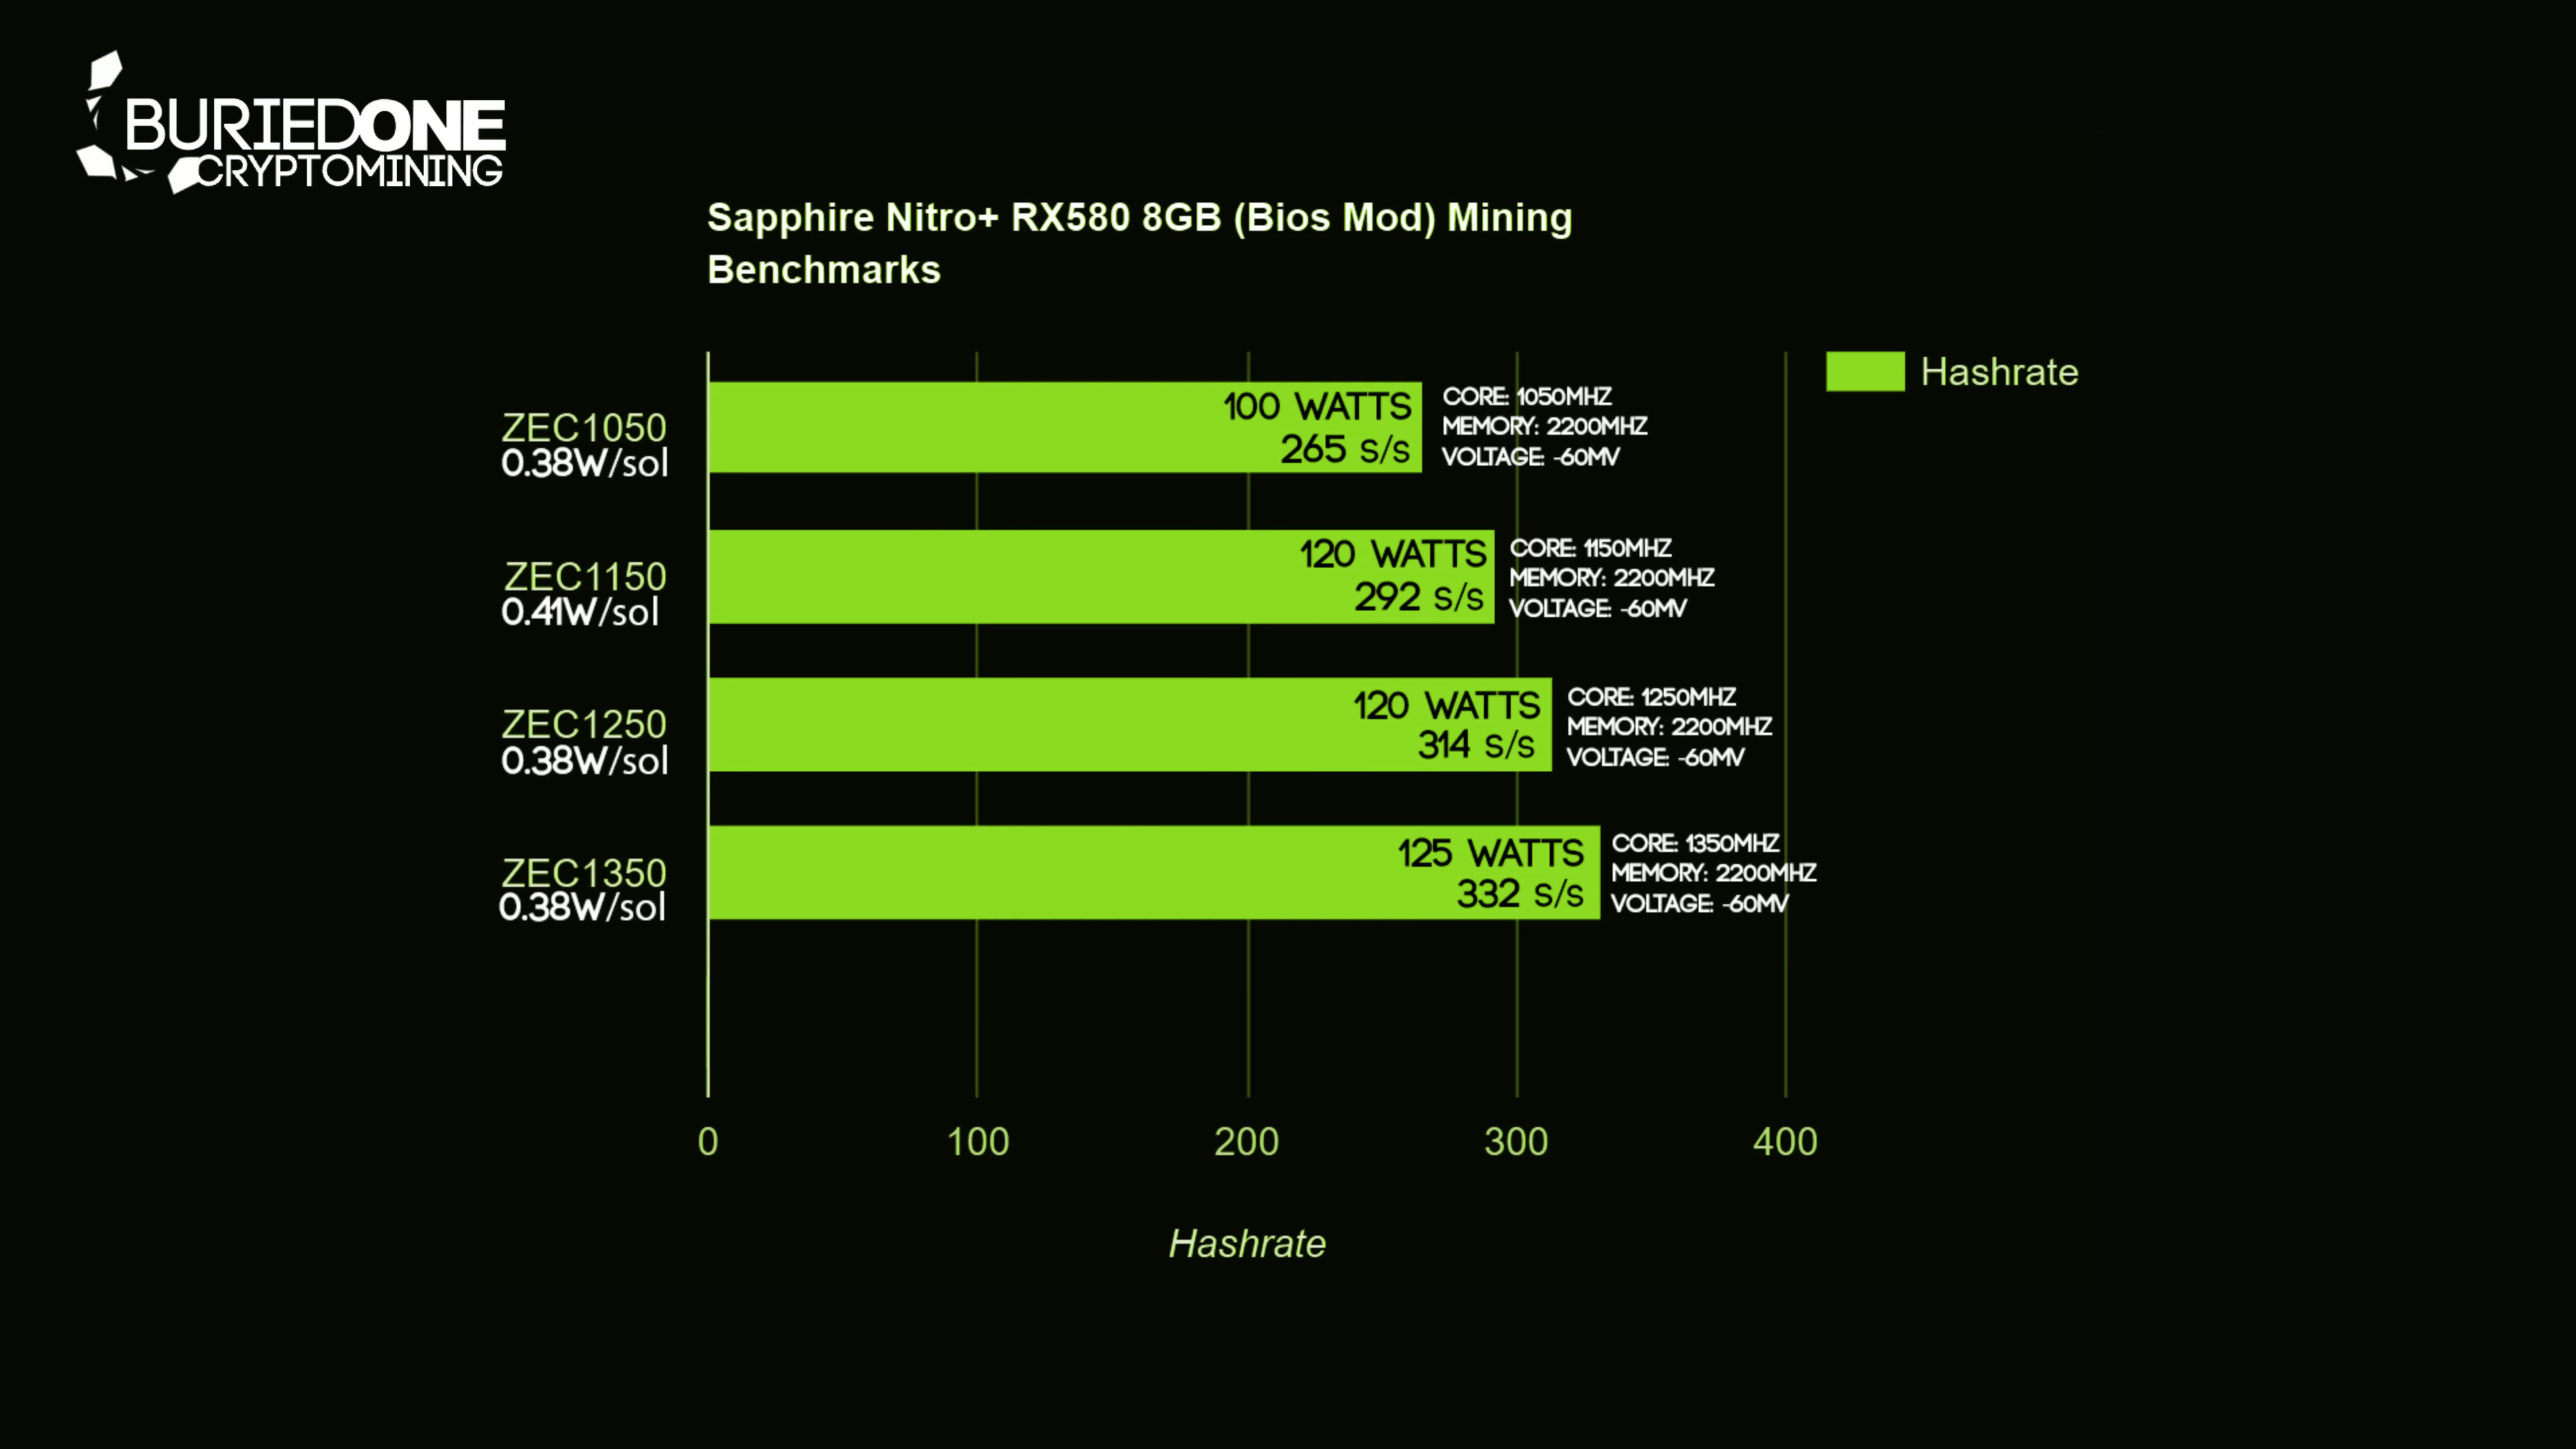 BURIEDONE
CRYPTOMINING
Sapphire Nitro+ RX580 8GB (Bios Mod) Mining
Benchmarks
Hashrate
ZEC1050
0.38W/sol
100 WATTS
265 S/S
CORE: 1050MHZ
MEMORY: 2200MHZ
VOLTAGE: -60MV
ZEC1150
0.41W/sol
120 WATTS
292 S/S
CORE: 1150MHZ
MEMORY: 2200MHZ
VOLTAGE: -60MV
ZEC1250
0.38W/sol
120 WATTS
314 S/S
CORE: 1250MHZ
MEMORY: 2200MHZ
VOLTAGE: -60MV
ZEC1350
0.38W/sol
125 WATTS
332 S/S
CORE: 1350MHZ
MEMORY: 2200MHZ
VOLTAGE: -60MV
0 100 200 300 400
Hashrate